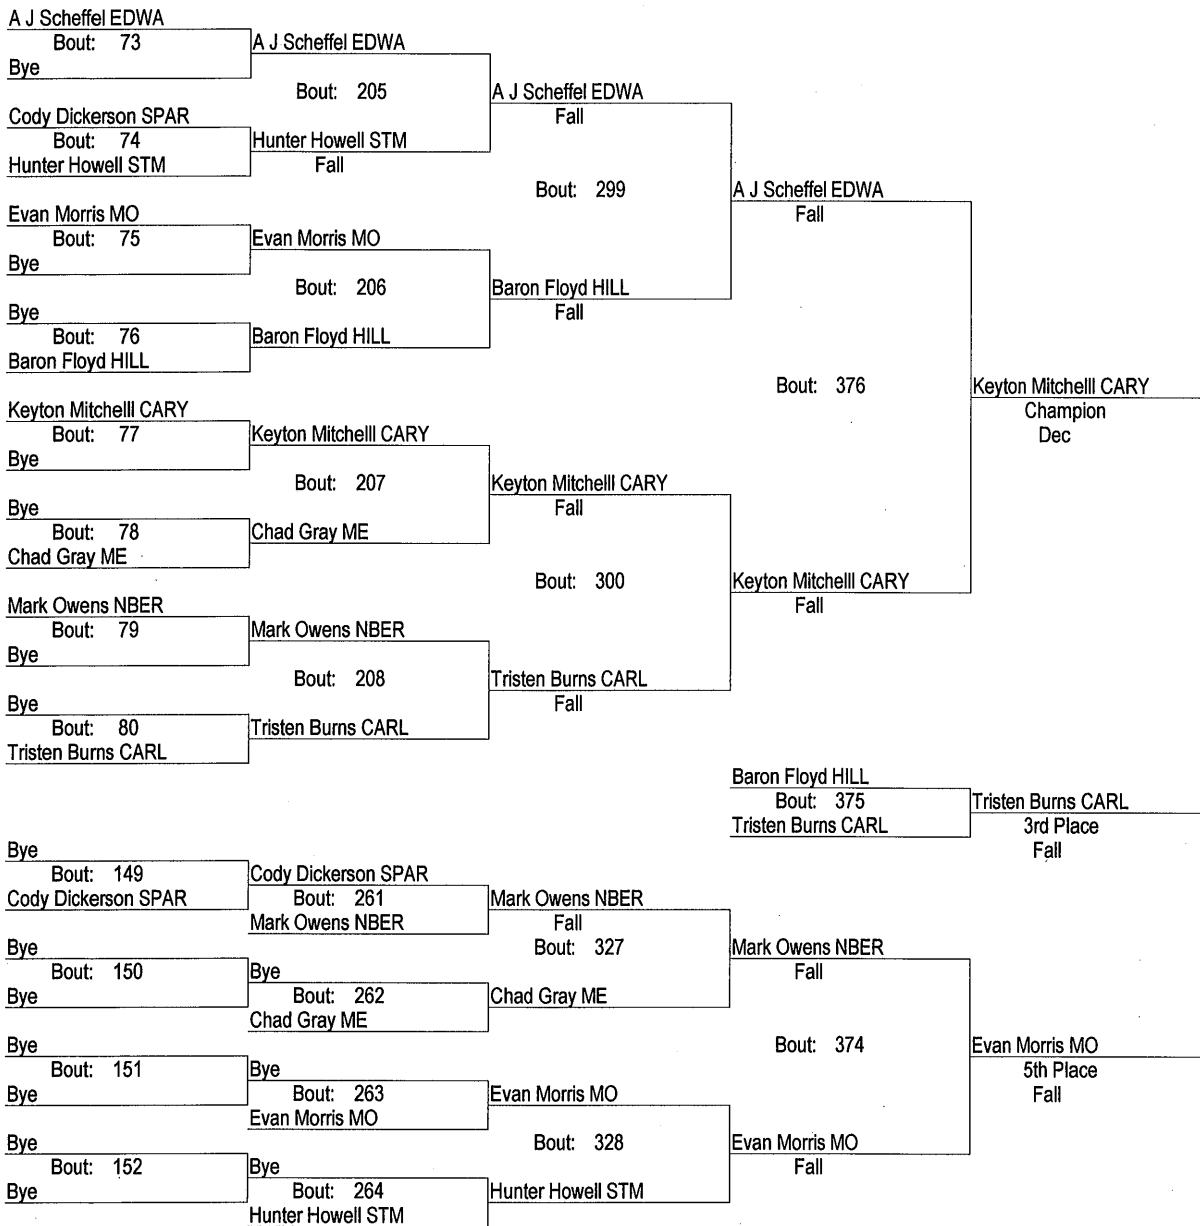 A J Scheffel EDWA
Bout: 73
Bye
A J Scheffel EDWA
Bout: 205
A J Scheffel EDWA
Fall
Cody Dickerson SPAR
Bout: 74
Hunter Howell STM
Hunter Howell STM
Fall
Bout: 299
A J Scheffel EDWA
Fall
Evan Morris MO
Bout: 75
Bye
Evan Morris MO
Bout: 206
Baron Floyd HILL
Fall
Bye
Bout: 76
Baron Floyd HILL
Baron Floyd HILL
Bout: 376
Keyton Mitchelll CARY
Champion
Dec
Keyton Mitchelll CARY
Bout: 77
Bye
Keyton Mitchelll CARY
Bout: 207
Keyton Mitchelll CARY
Fall
Bye
Bout: 78
Chad Gray ME
Chad Gray ME
Bout: 300
Keyton Mitchelll CARY
Fall
Mark Owens NBER
Bout: 79
Bye
Mark Owens NBER
Bout: 208
Tristen Burns CARL
Fall
Bye
Bout: 80
Tristen Burns CARL
Tristen Burns CARL
Baron Floyd HILL
Bout: 375
Tristen Burns CARL
Tristen Burns CARL
3rd Place
Fall
Bye
Bout: 149
Cody Dickerson SPAR
Cody Dickerson SPAR
Bout: 261
Mark Owens NBER
Mark Owens NBER
Fall
Bout: 327
Mark Owens NBER
Fall
Bye
Bout: 150
Bye
Bye
Bout: 262
Chad Gray ME
Chad Gray ME
Bout: 374
Evan Morris MO
5th Place
Fall
Bye
Bout: 151
Bye
Bye
Bout: 263
Evan Morris MO
Evan Morris MO
Bout: 328
Evan Morris MO
Fall
Bye
Bout: 152
Bye
Bye
Bout: 264
Hunter Howell STM
Hunter Howell STM